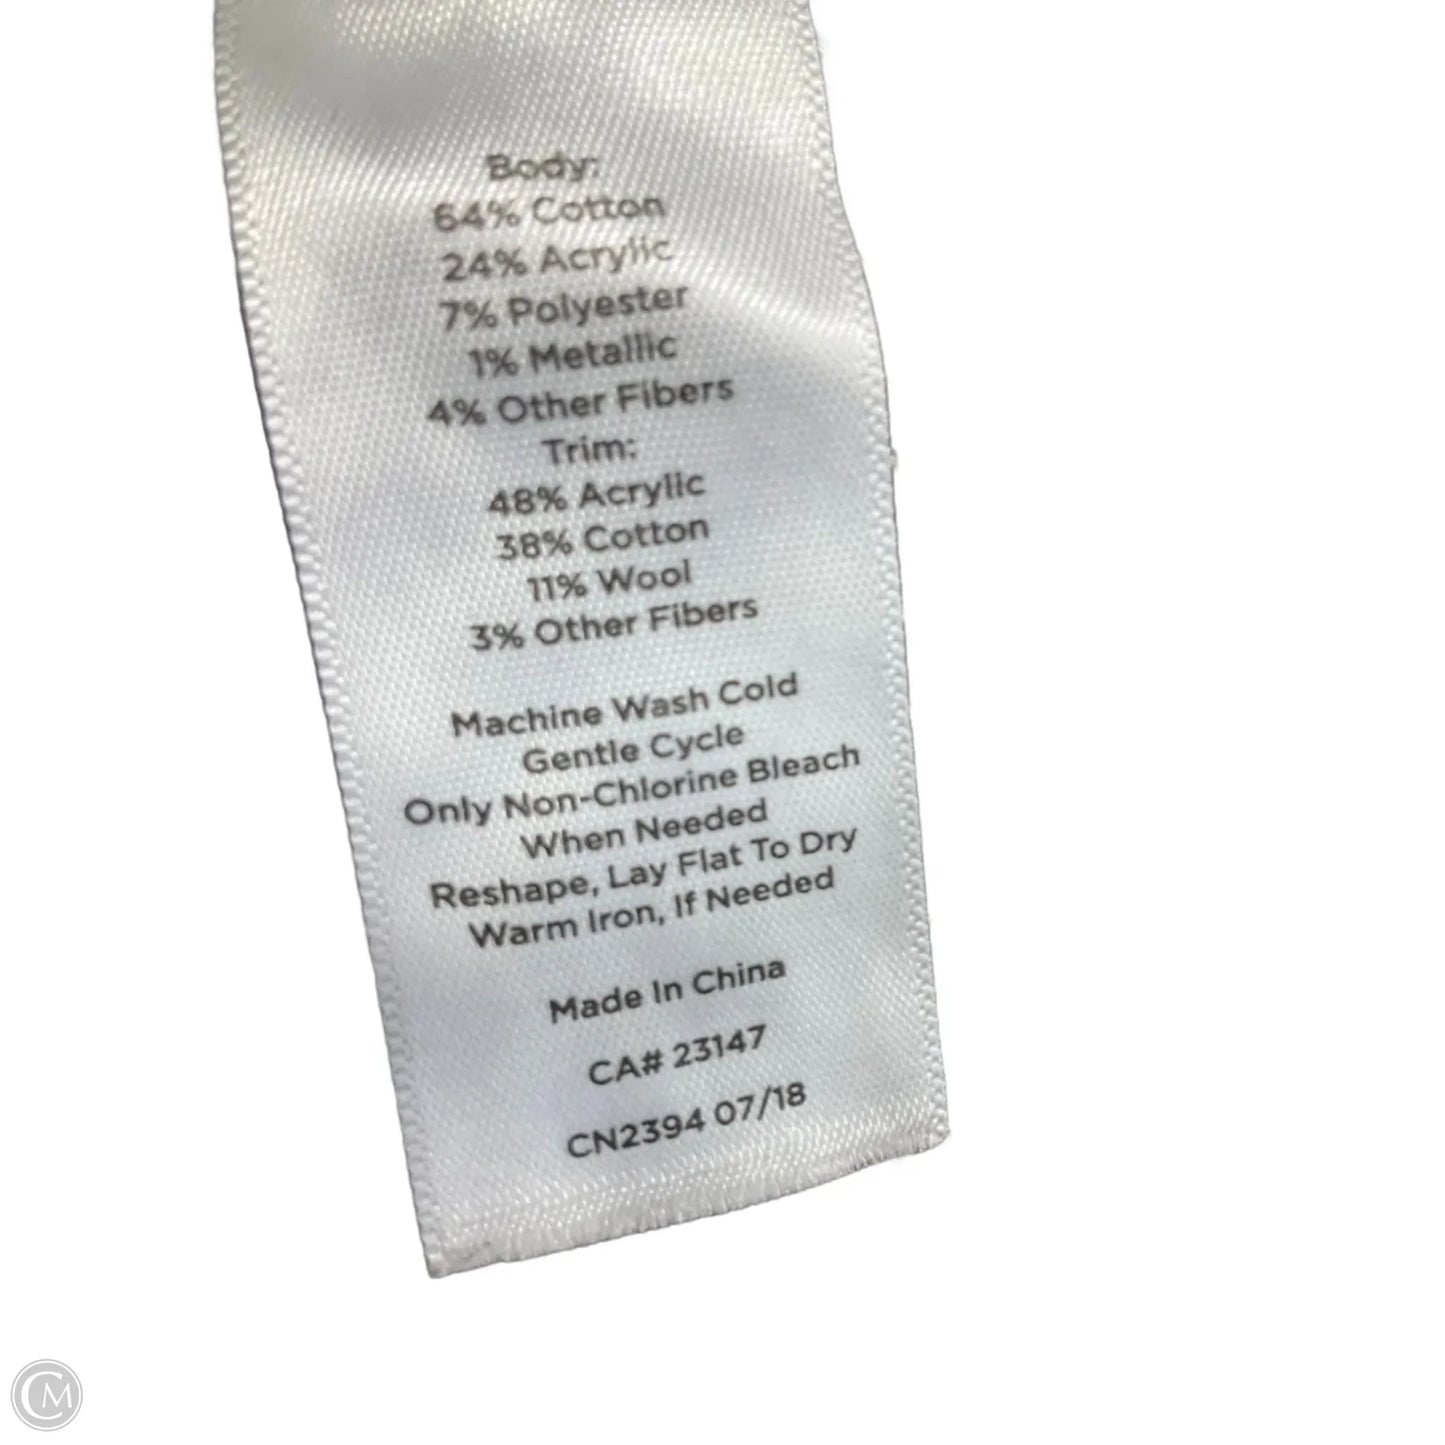 Body:
64% Cotton
24% Acrylic
7% Polyester
1% Metallic
4% Other Fibers
Trim:
48% Acrylic
38% Cotton
11% Wool
3% Other Fibers
Machine Wash Cold
Gentle Cycle
Only Non-Chlorine Bleach
When Needed
Reshape, Lay Flat To Dry
Warm Iron, If Needed
Made In China
CA# 23147
CN2394 07/18
CM